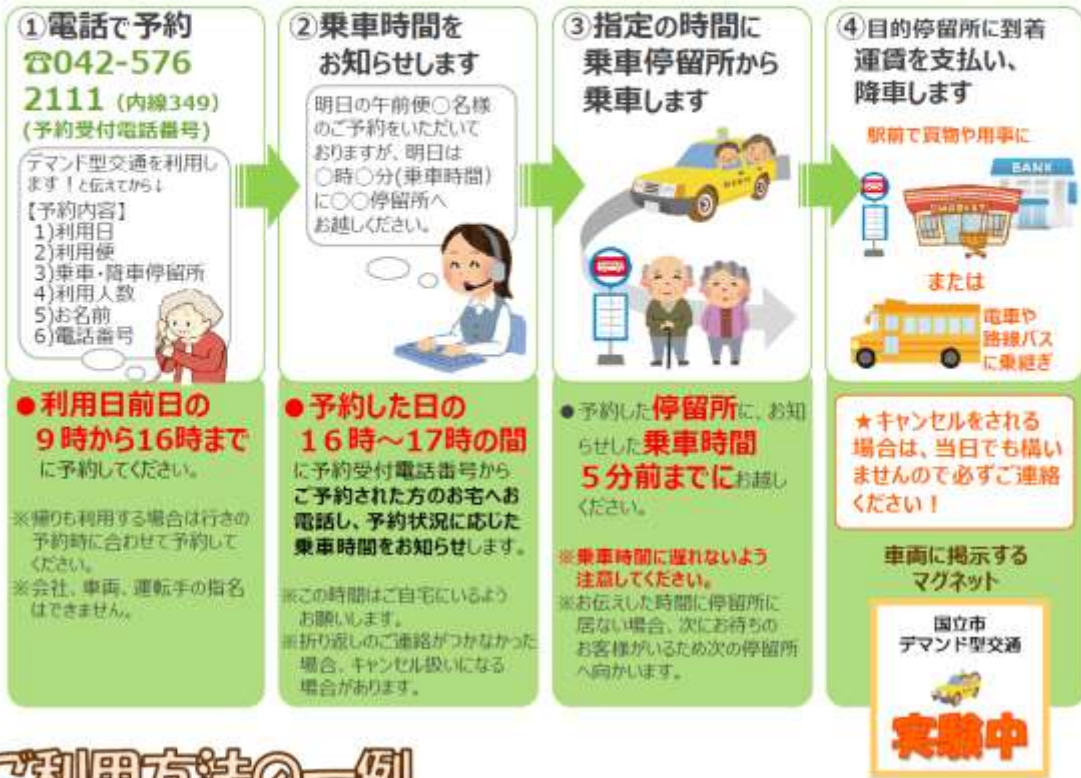 ①電話で予約
☎042-576
2111 (内線349)
(予約受付電話番号)
デマンド型交通を利用し
ます！と伝えてから↓
【予約内容】
1)利用日
2)利用便
3)乗車・降車停留所
4)利用人数
5)お名前
6)電話番号
●利用日前日の
９時から16時まで
に予約してください。
※帰りも利用する場合は行きの
予約時に合わせて予約して
ください。
※会社、車両、運転手の指名
はできません。
②乗車時間を
お知らせします
明日の午前便○名様
のご予約をいただいて
おりますが、明日は
○時○分(乗車時間)
に○○停留所へ
お越しください。
●予約した日の
１６時～17時の間
に予約受付電話番号から
ご予約された方のお宅へお
電話し、予約状況に応じた
乗車時間をお知らせします。
※この時間はご自宅にいるよう
お願いします。
※折り返しのご連絡がつかなかった
場合、キャンセル扱いになる
場合があります。
③指定の時間に
乗車停留所から
乗車します
●予約した停留所に、お知
らせした乗車時間
５分前までにお越し
ください。
※乗車時間に遅れないよう
注意してください。
※お伝えした時間に停留所に
居ない場合、次にお待ちの
お客様がいるため次の停留所
へ向かいます。
④目的停留所に到着
運賃を支払い、
降車します
駅前で買物や用事に
BANK
MARKET
または
電車や
路線バス
に乗継ぎ
★キャンセルをされる
場合は、当日でも構い
ませんので必ずご連絡
ください！
車両に掲示する
マグネット
国立市
デマンド型交通
実験中
ご利用方法の一例